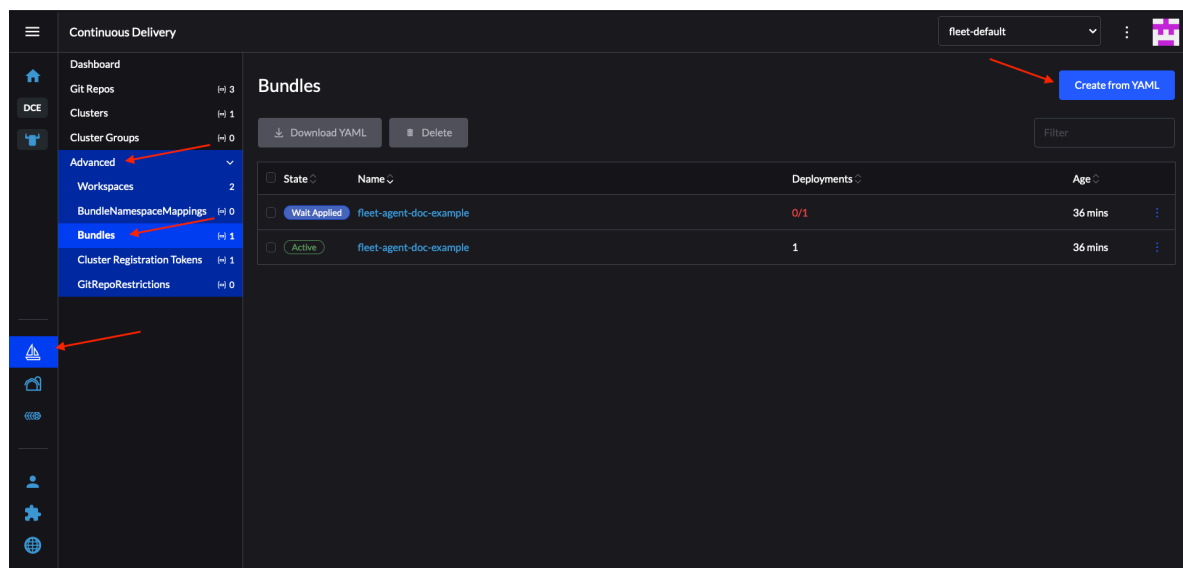 Continuous Delivery
fleet-default
DCE
Dashboard
Git Repos 3
Clusters 1
Cluster Groups 0
Advanced
Workspaces 2
BundleNamespaceMappings 0
Bundles 1
Cluster Registration Tokens 1
GitRepoRestrictions 0
Bundles
Create from YAML
Download YAML Delete
Filter
State Name Deployments Age
Wait Applied fleet-agent-doc-example 0/1 36 mins
Active fleet-agent-doc-example 1 36 mins